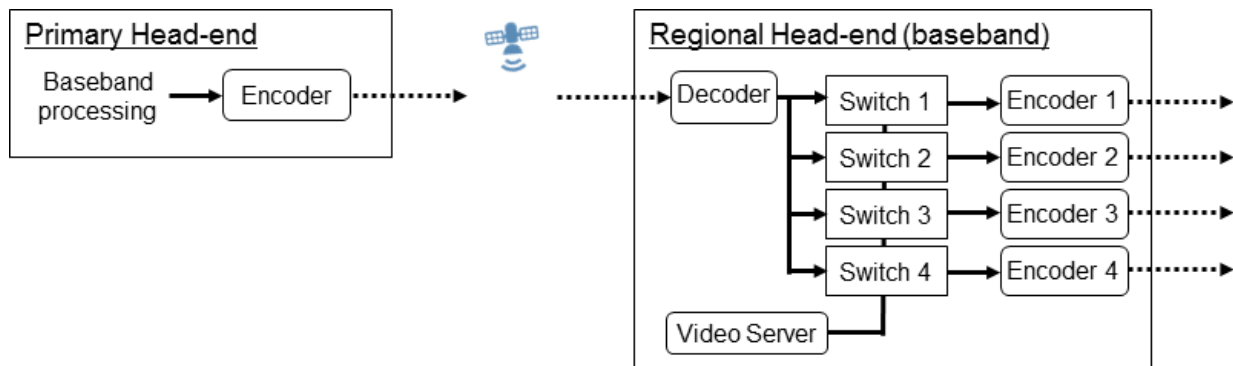 Primary Head-end
Baseband
processing
Encoder
Regional Head-end (baseband)
Decoder
Switch 1
Encoder 1
Switch 2
Encoder 2
Switch 3
Encoder 3
Switch 4
Encoder 4
Video Server